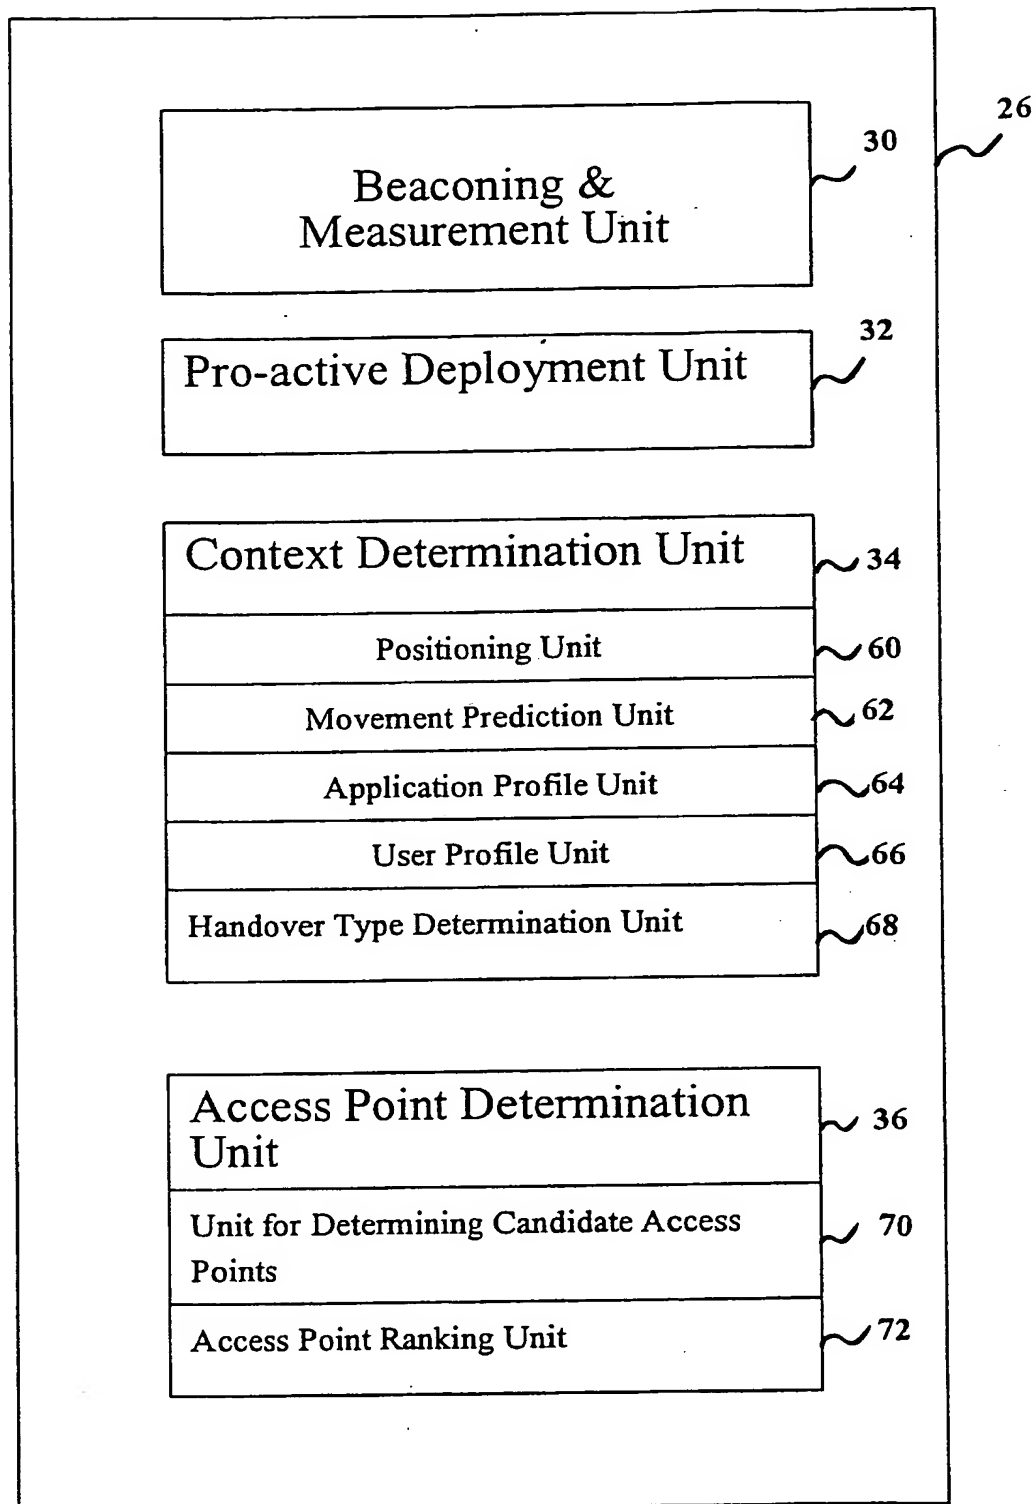 26
Beaconing &
Measurement Unit
30
Pro-active Deployment Unit
32
Context Determination Unit
34
Positioning Unit
60
Movement Prediction Unit
62
Application Profile Unit
64
User Profile Unit
66
Handover Type Determination Unit
68
Access Point Determination
Unit
36
Unit for Determining Candidate Access
Points
70
Access Point Ranking Unit
72